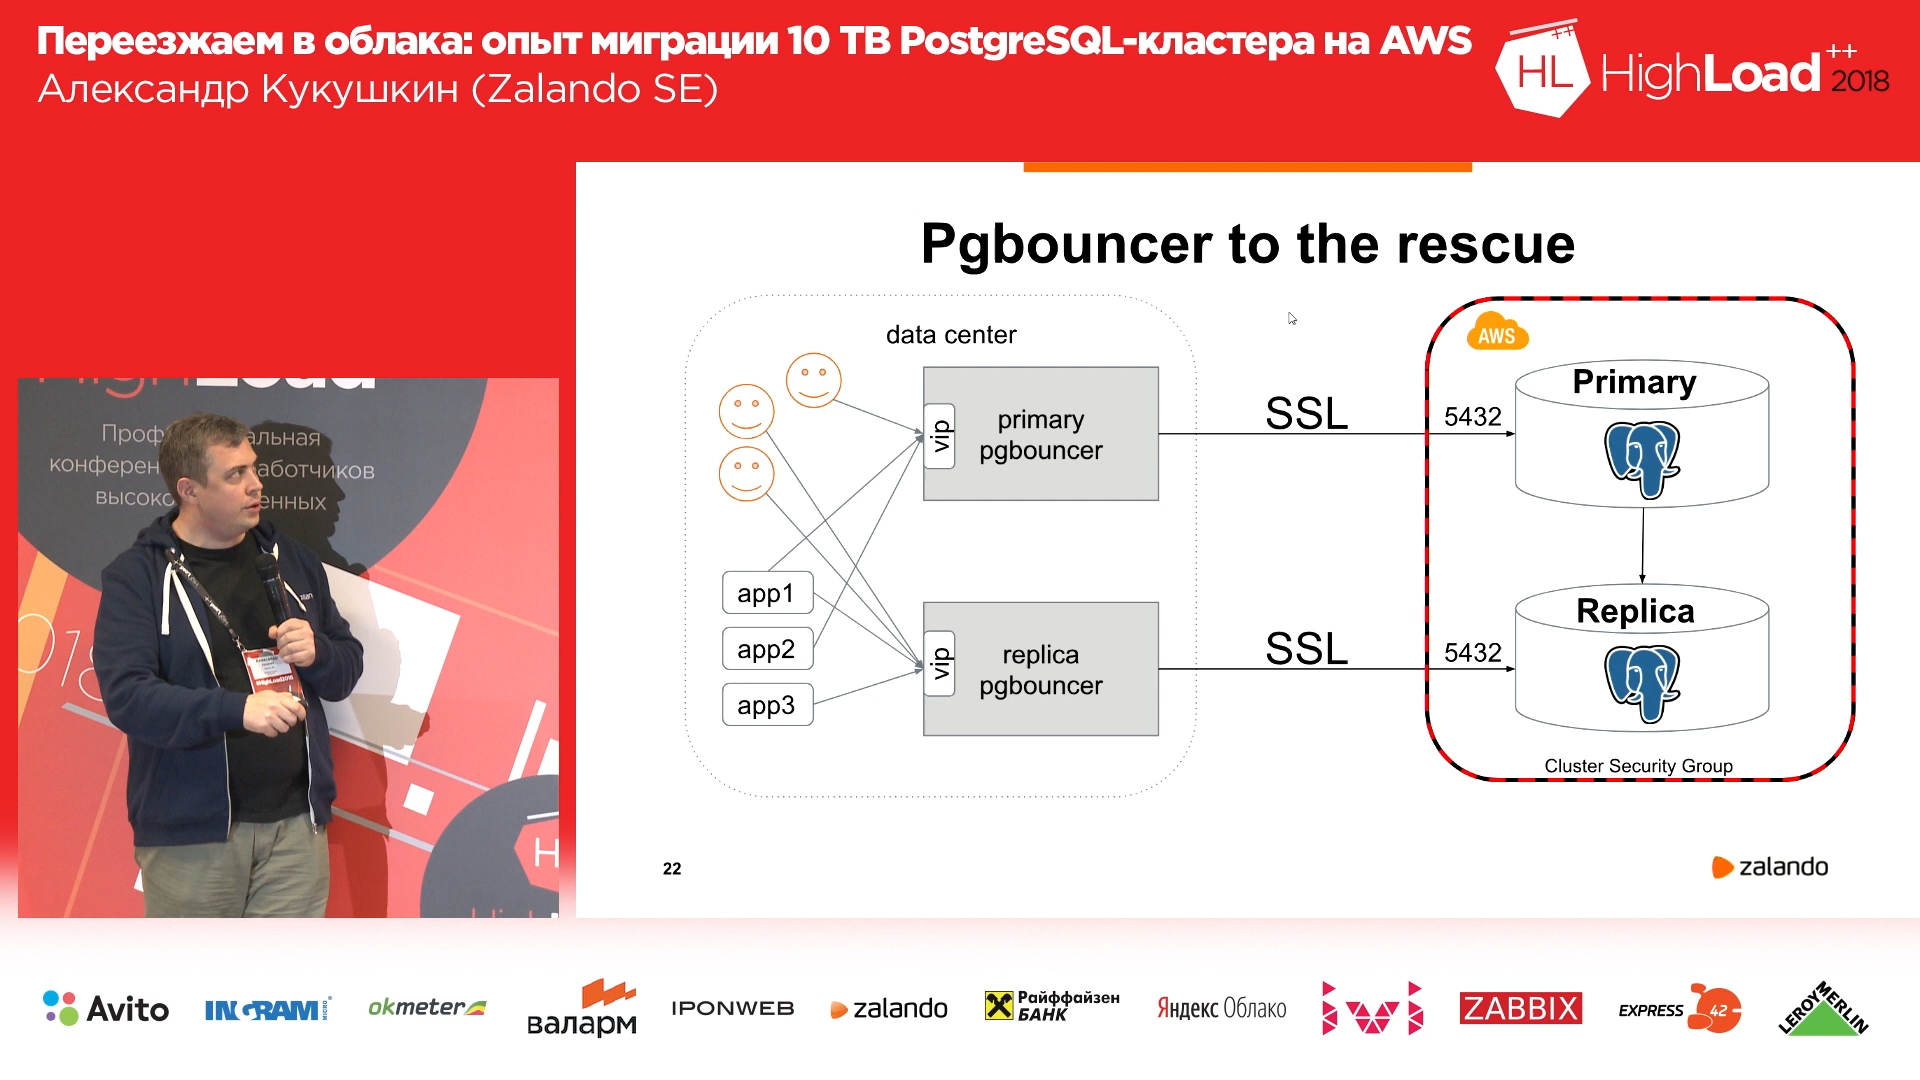 Переезжаем в облака: опыт миграции 10 ТВ PostgreSQL-кластера на AWS
Александр Кукушкин (Zalando SE)
++
HL
HighLoad++
2018
Pgbouncer to the rescue
data center
vip
primary
pgbouncer
SSL
5432
AWS
Primary
app1
app2
app3
vip
replica
pgbouncer
SSL
5432
Replica
Cluster Security Group
22
zalando
Avito
INGRAM MICRO
okmeter
валарм
IPONWEB
zalando
Райффайзен
БАНК
Яндекс Облако
ivi
ZABBIX
EXPRESS 42
LEROY MERLIN